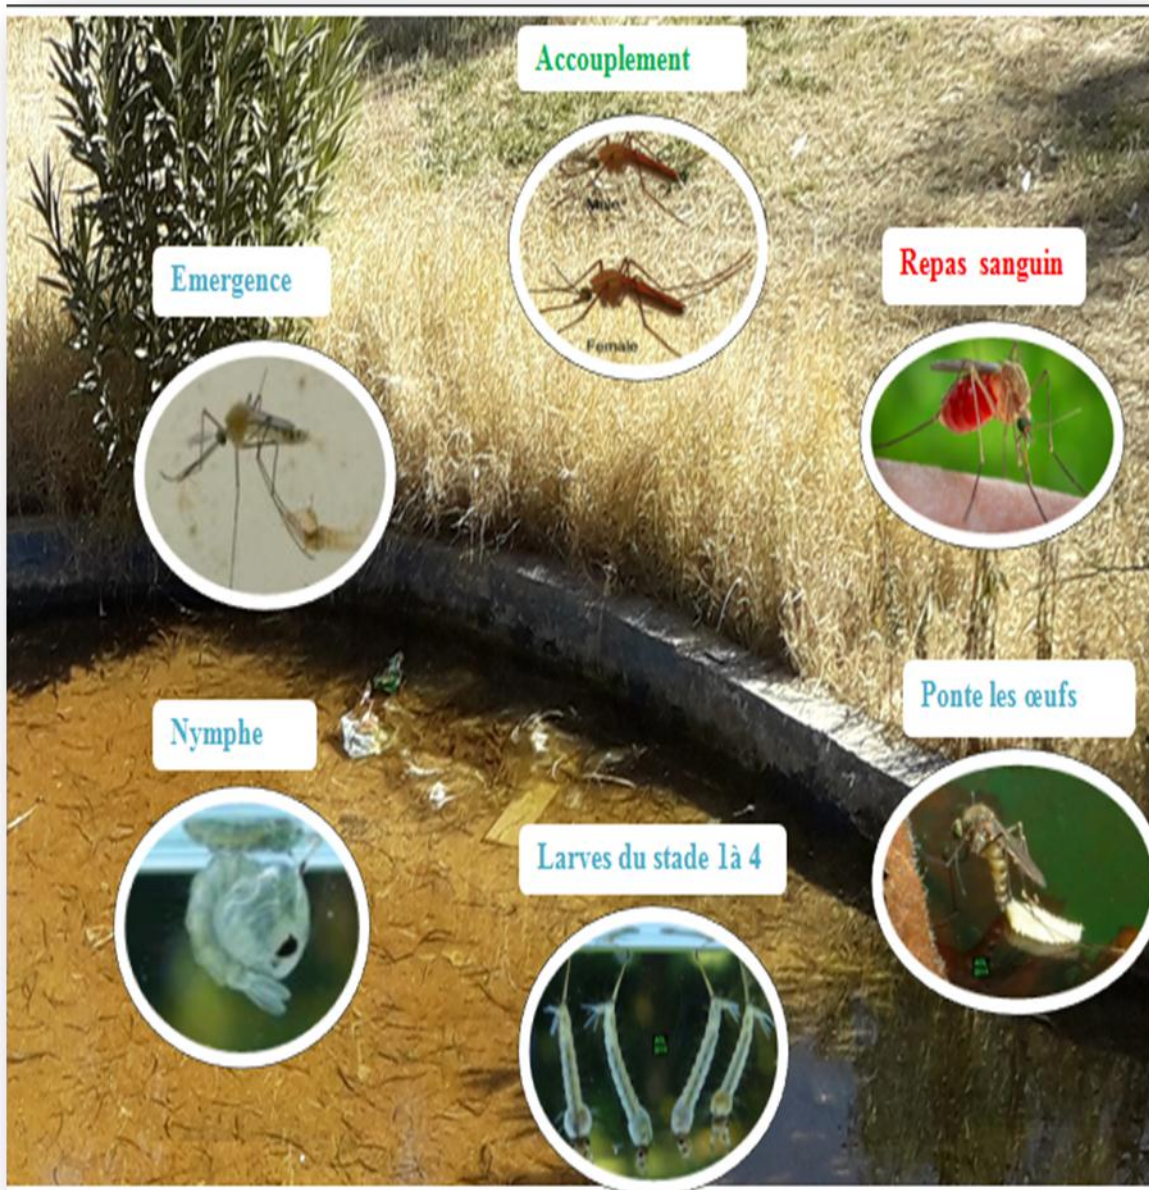 Accouplement
Male
Female
Emergence
Repas sanguin
Nymphe
Ponte les œufs
Larves du stade 1à 4